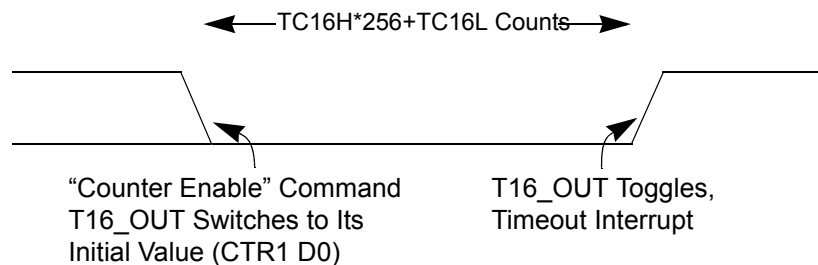 TC16H*256+TC16L Counts
“Counter Enable” Command
T16_OUT Switches to Its
Initial Value (CTR1 D0)
T16_OUT Toggles,
Timeout Interrupt